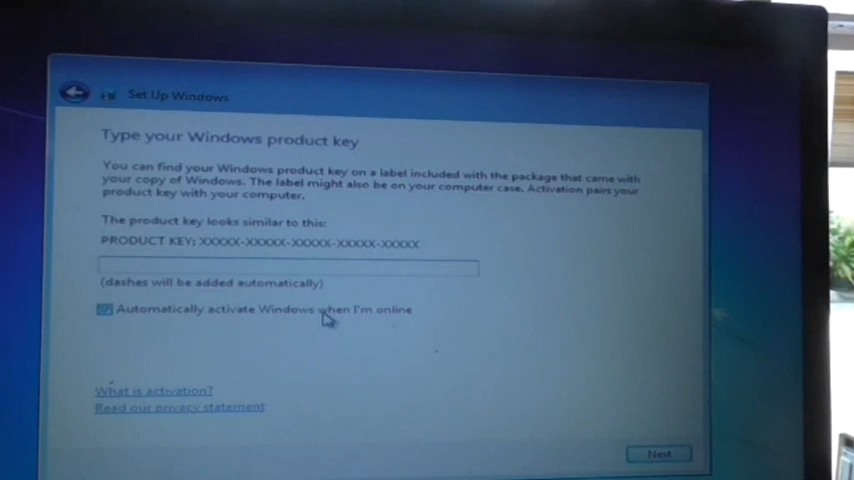 Set Up Windows
Type your Windows product key
You can find your Windows product key on a label included with the package that came with
your copy of Windows. The label might also be on your computer case. Activation pairs your
product key with your computer.
The product key looks similar to this:
PRODUCT KEY: XXXXX-XXXXX-XXXXX-XXXXX-XXXXX
(dashes will be added automatically)
Automatically activate Windows when I'm online
What is activation?
Read our privacy statement
Next